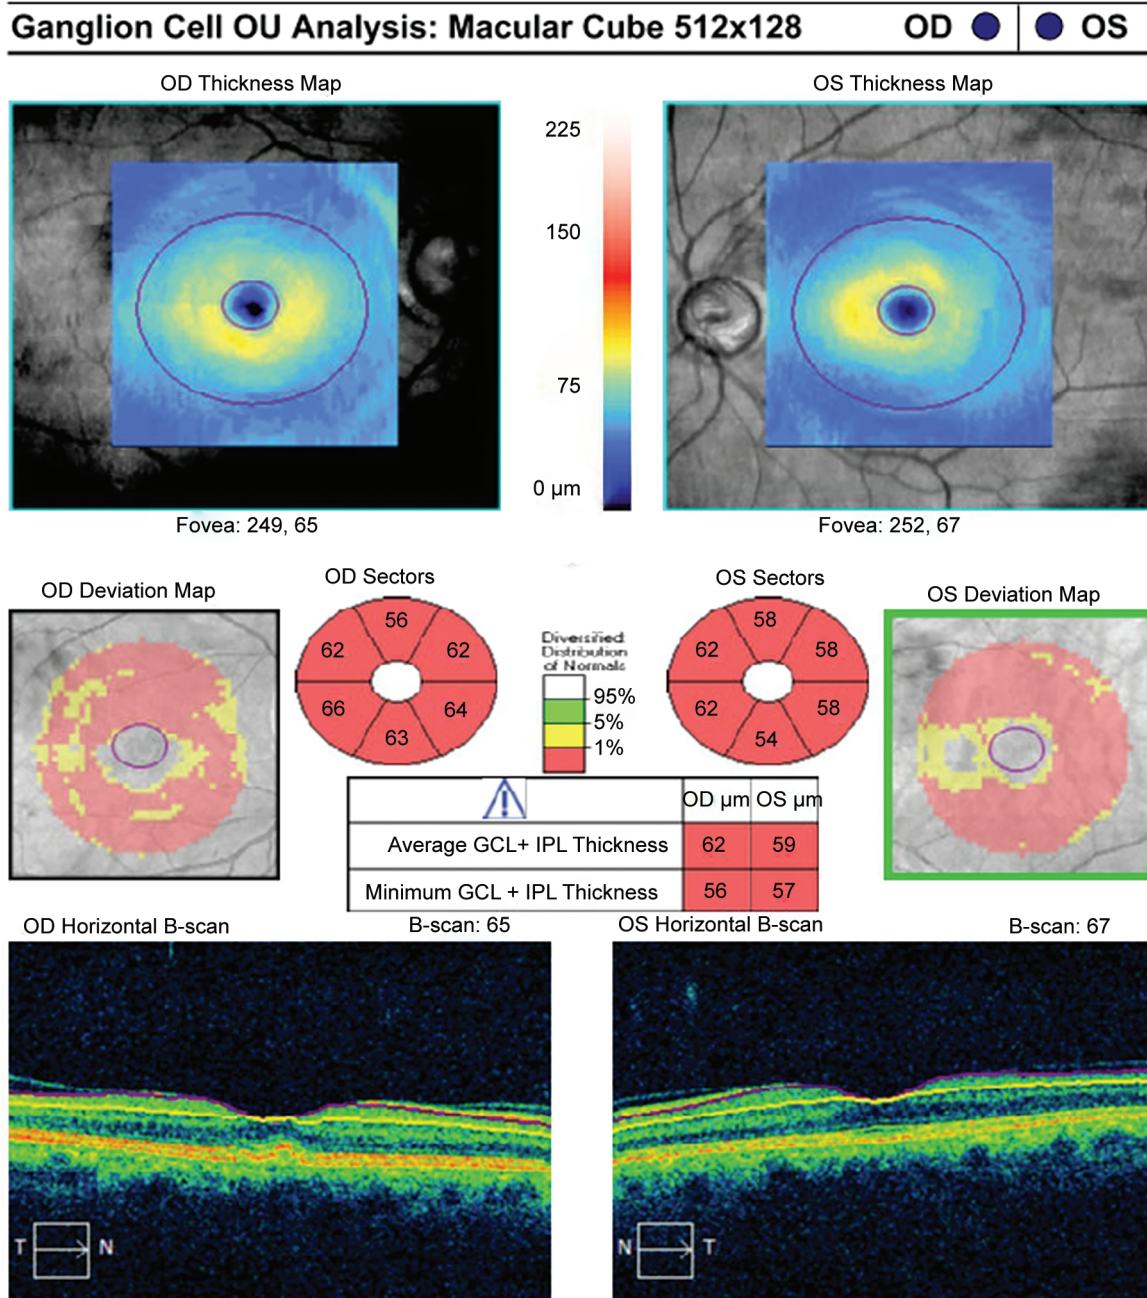 Ganglion Cell OU Analysis: Macular Cube 512x128 OD OS
OD Thickness Map
OS Thickness Map
225
150
75
0 µm
Fovea: 249, 65
Fovea: 252, 67
OD Deviation Map
OD Sectors
OS Sectors
OS Deviation Map
56
62
62
66
64
63
Diversified
Distribution
of Normals
95%
5%
1%
58
62
58
62
58
54
OD µm OS µm
Average GCL+ IPL Thickness 62 59
Minimum GCL + IPL Thickness 56 57
OD Horizontal B-scan
B-scan: 65
OS Horizontal B-scan
B-scan: 67
T N
N T